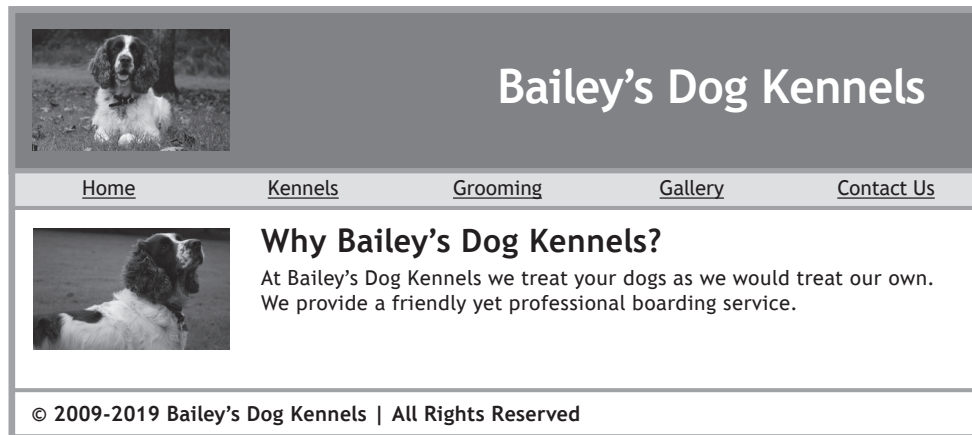 Bailey’s Dog Kennels
Home Kennels Grooming Gallery Contact Us
Why Bailey’s Dog Kennels?
At Bailey’s Dog Kennels we treat your dogs as we would treat our own.
We provide a friendly yet professional boarding service.
© 2009-2019 Bailey’s Dog Kennels | All Rights Reserved